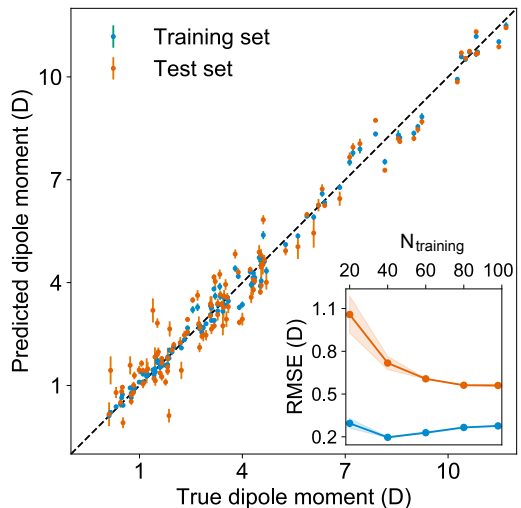 Training set
Test set
Predicted dipole moment (D)
10
7
4
1
1
4
7
10
True dipole moment (D)
N_training
20 40 60 80 100
RMSE (D)
1.1
0.8
0.5
0.2